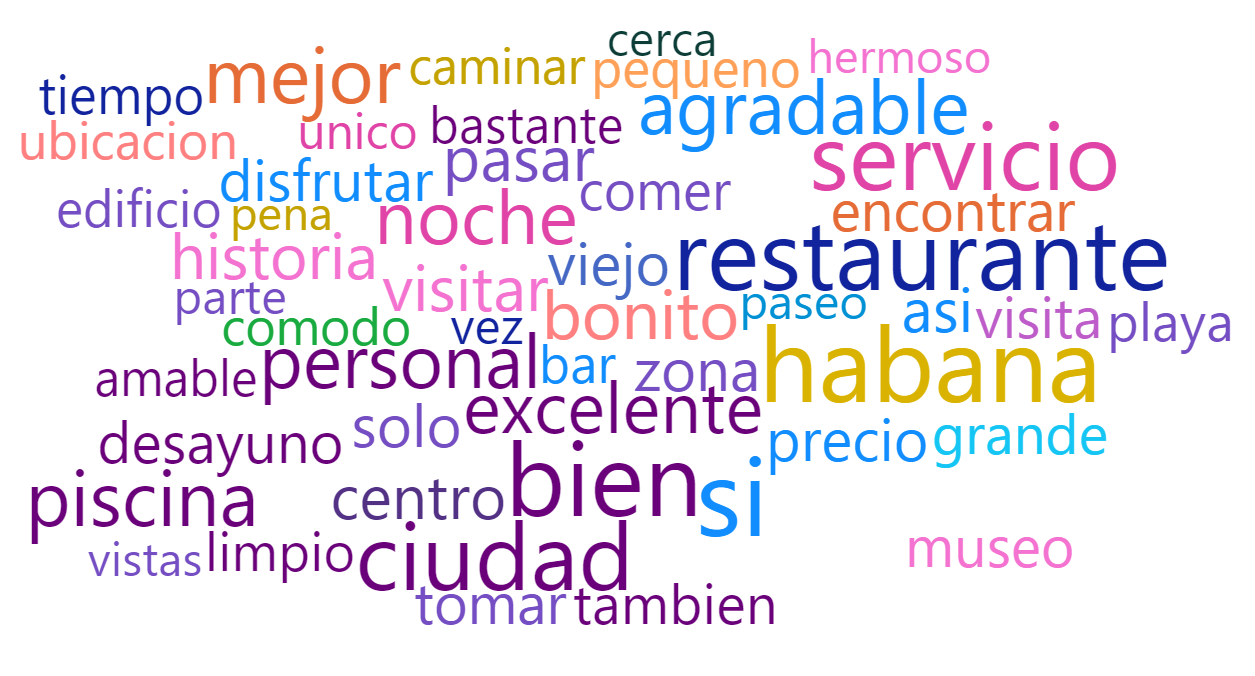 cerca
mejor caminar pequeno hermoso
tiempo agradable
ubicacion unico bastante servicio
disfrutar pasar comer
edificio pena noche encontrar
historia viejo restaurante
parte visitar bonito paseo asi visita playa
comodo vez
amable personal bar zona habana
desayuno solo excelente precio grande
piscina centro bien si
vistas limpio ciudad museo
tomar tambien